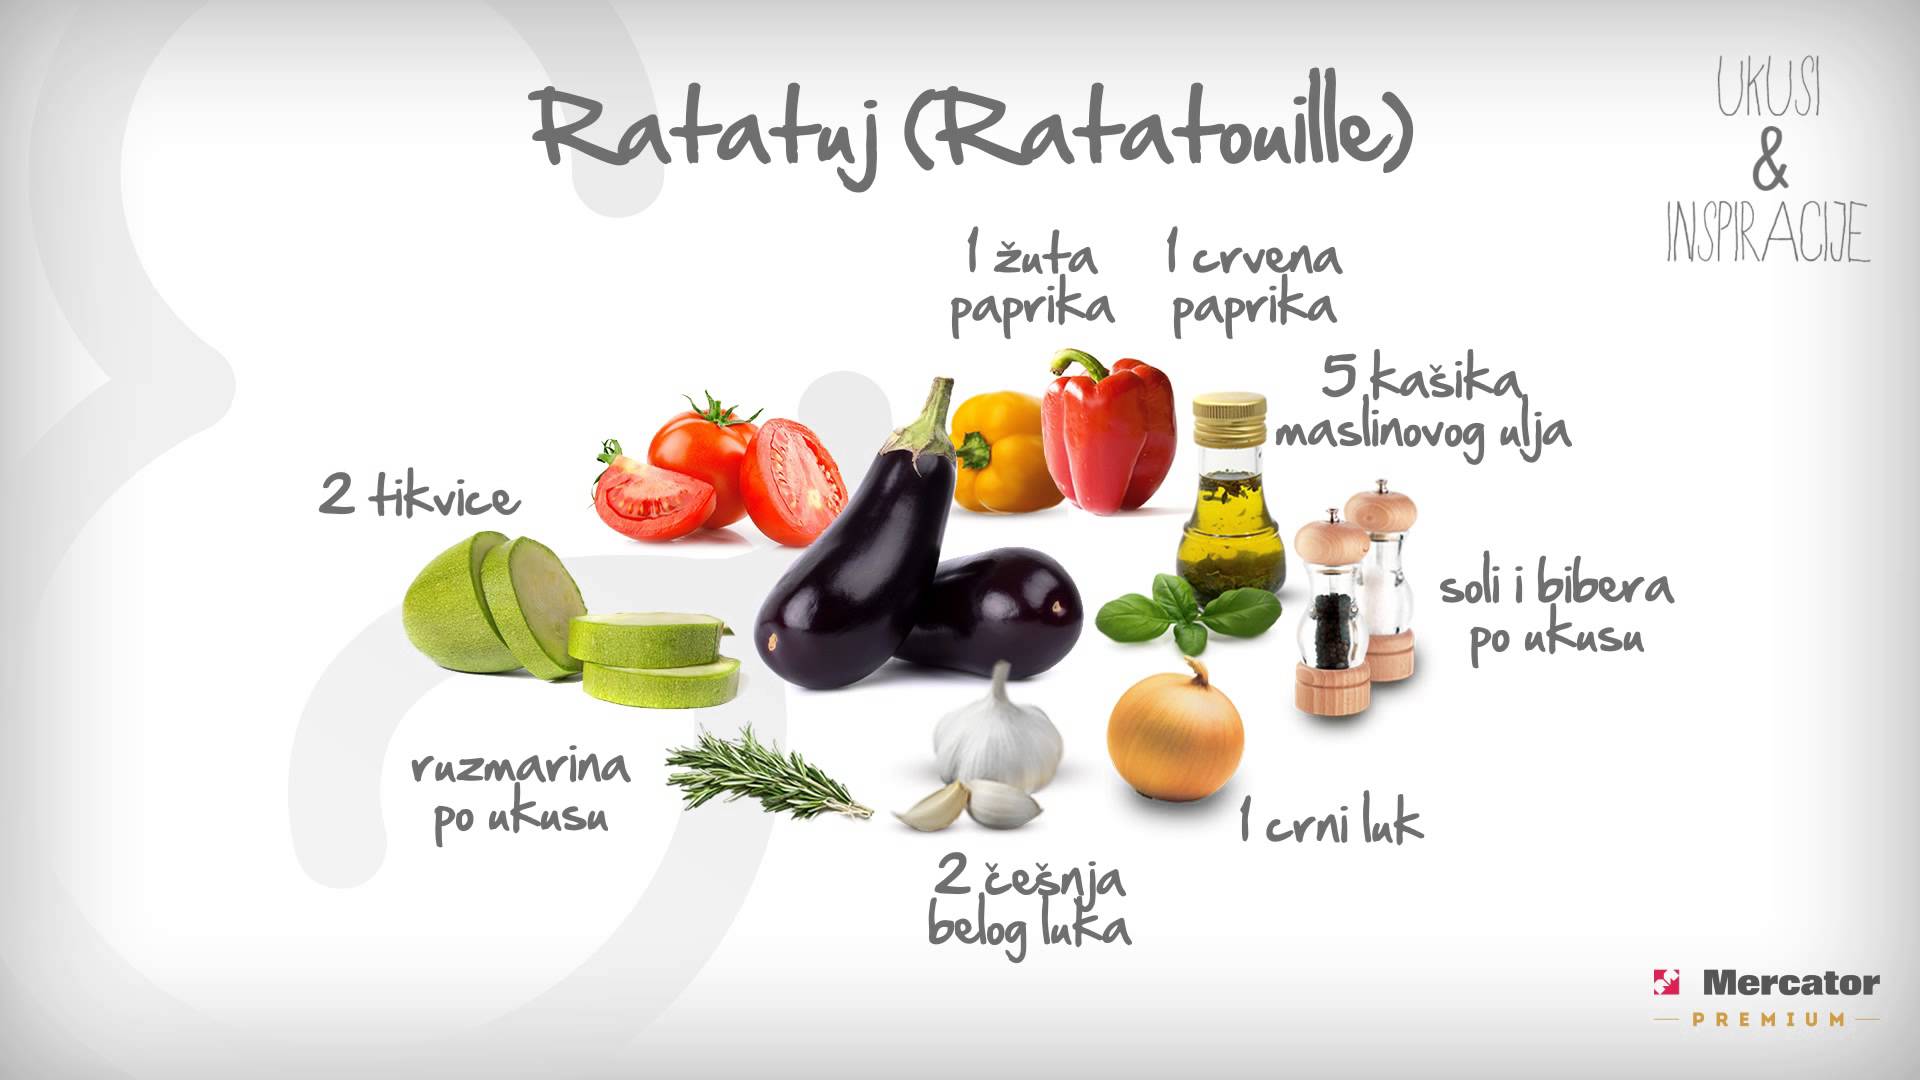 Ratatuj (Ratatouille)
UKUSI
&
INSPIRACIJE
1 žuta
paprika
1 crvena
paprika
5 kašika
maslinovog ulja
2 tikvice
soli i bibera
po ukusu
ruzmarina
po ukusu
1 crni luk
2 češnja
belog luka
Mercator
PREMIUM